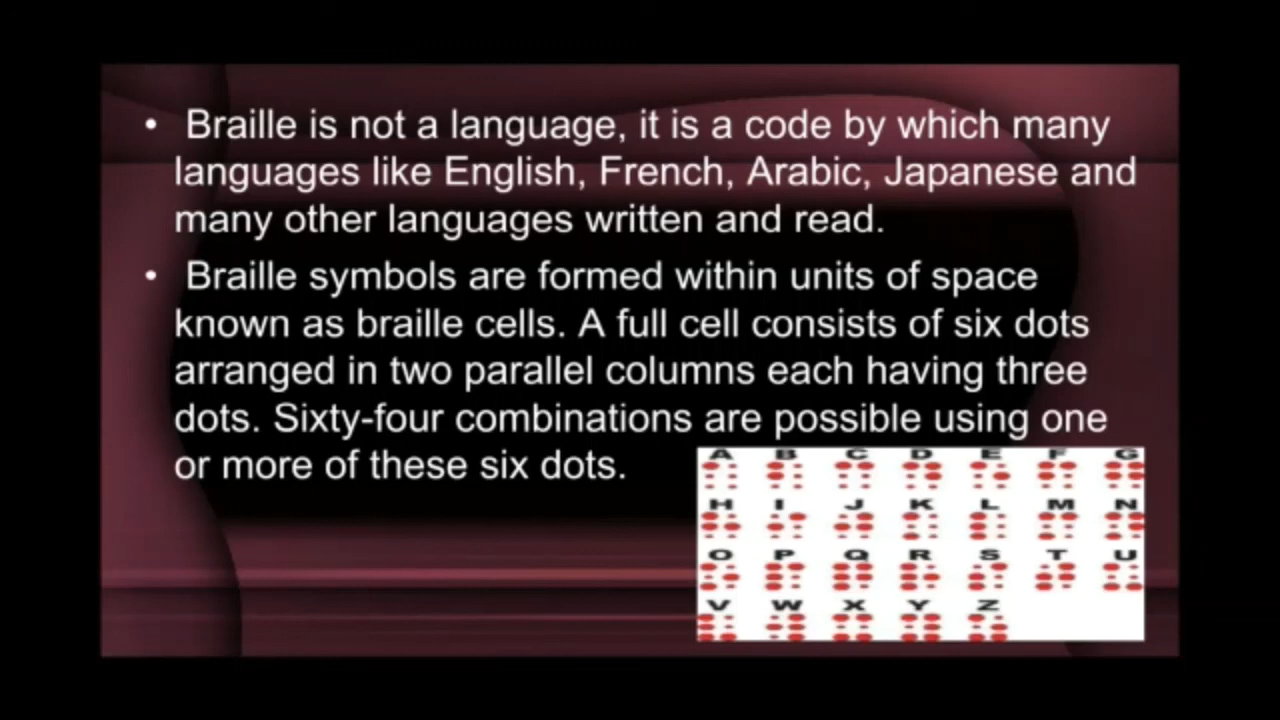 • Braille is not a language, it is a code by which many
languages like English, French, Arabic, Japanese and
many other languages written and read.
• Braille symbols are formed within units of space
known as braille cells. A full cell consists of six dots
arranged in two parallel columns each having three
dots. Sixty-four combinations are possible using one
or more of these six dots.
A B C D E F G
H I J K L M N
O P Q R S T U
V W X Y Z